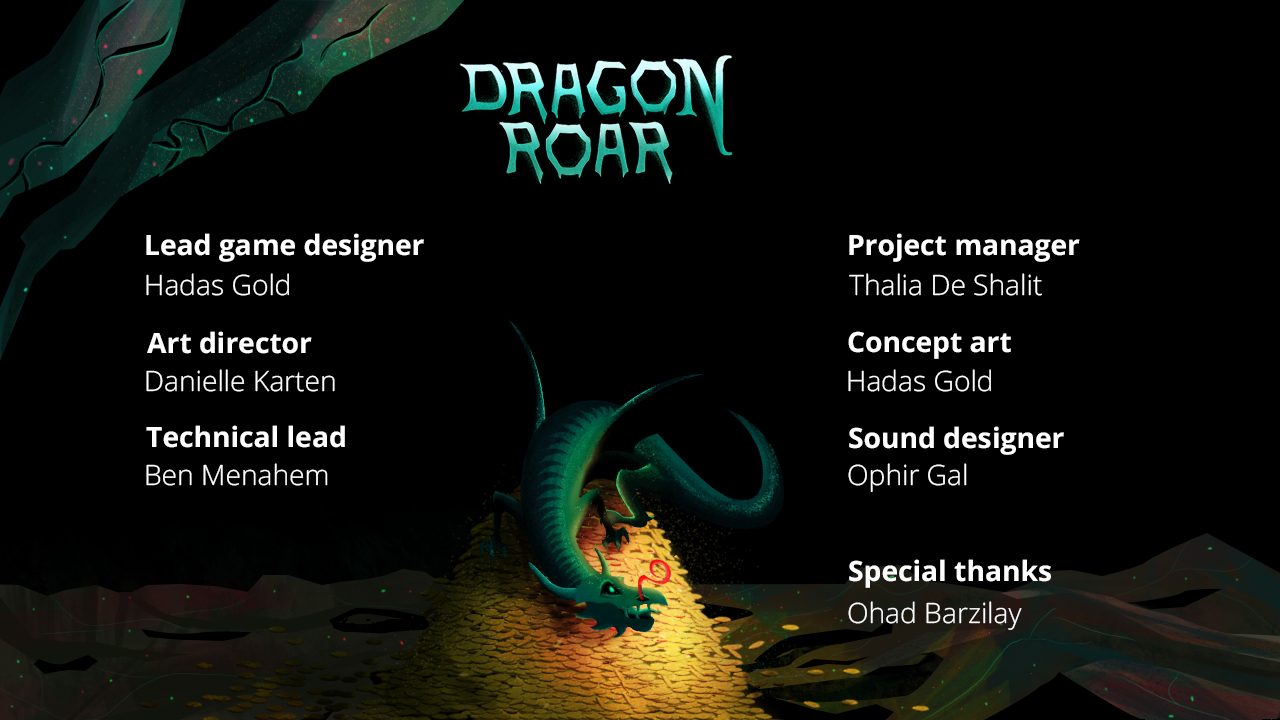 DRAGON
ROAR
Lead game designer
Hadas Gold
Art director
Danielle Karten
Technical lead
Ben Menahem
Project manager
Thalia De Shalit
Concept art
Hadas Gold
Sound designer
Ophir Gal
Special thanks
Ohad Barzilay